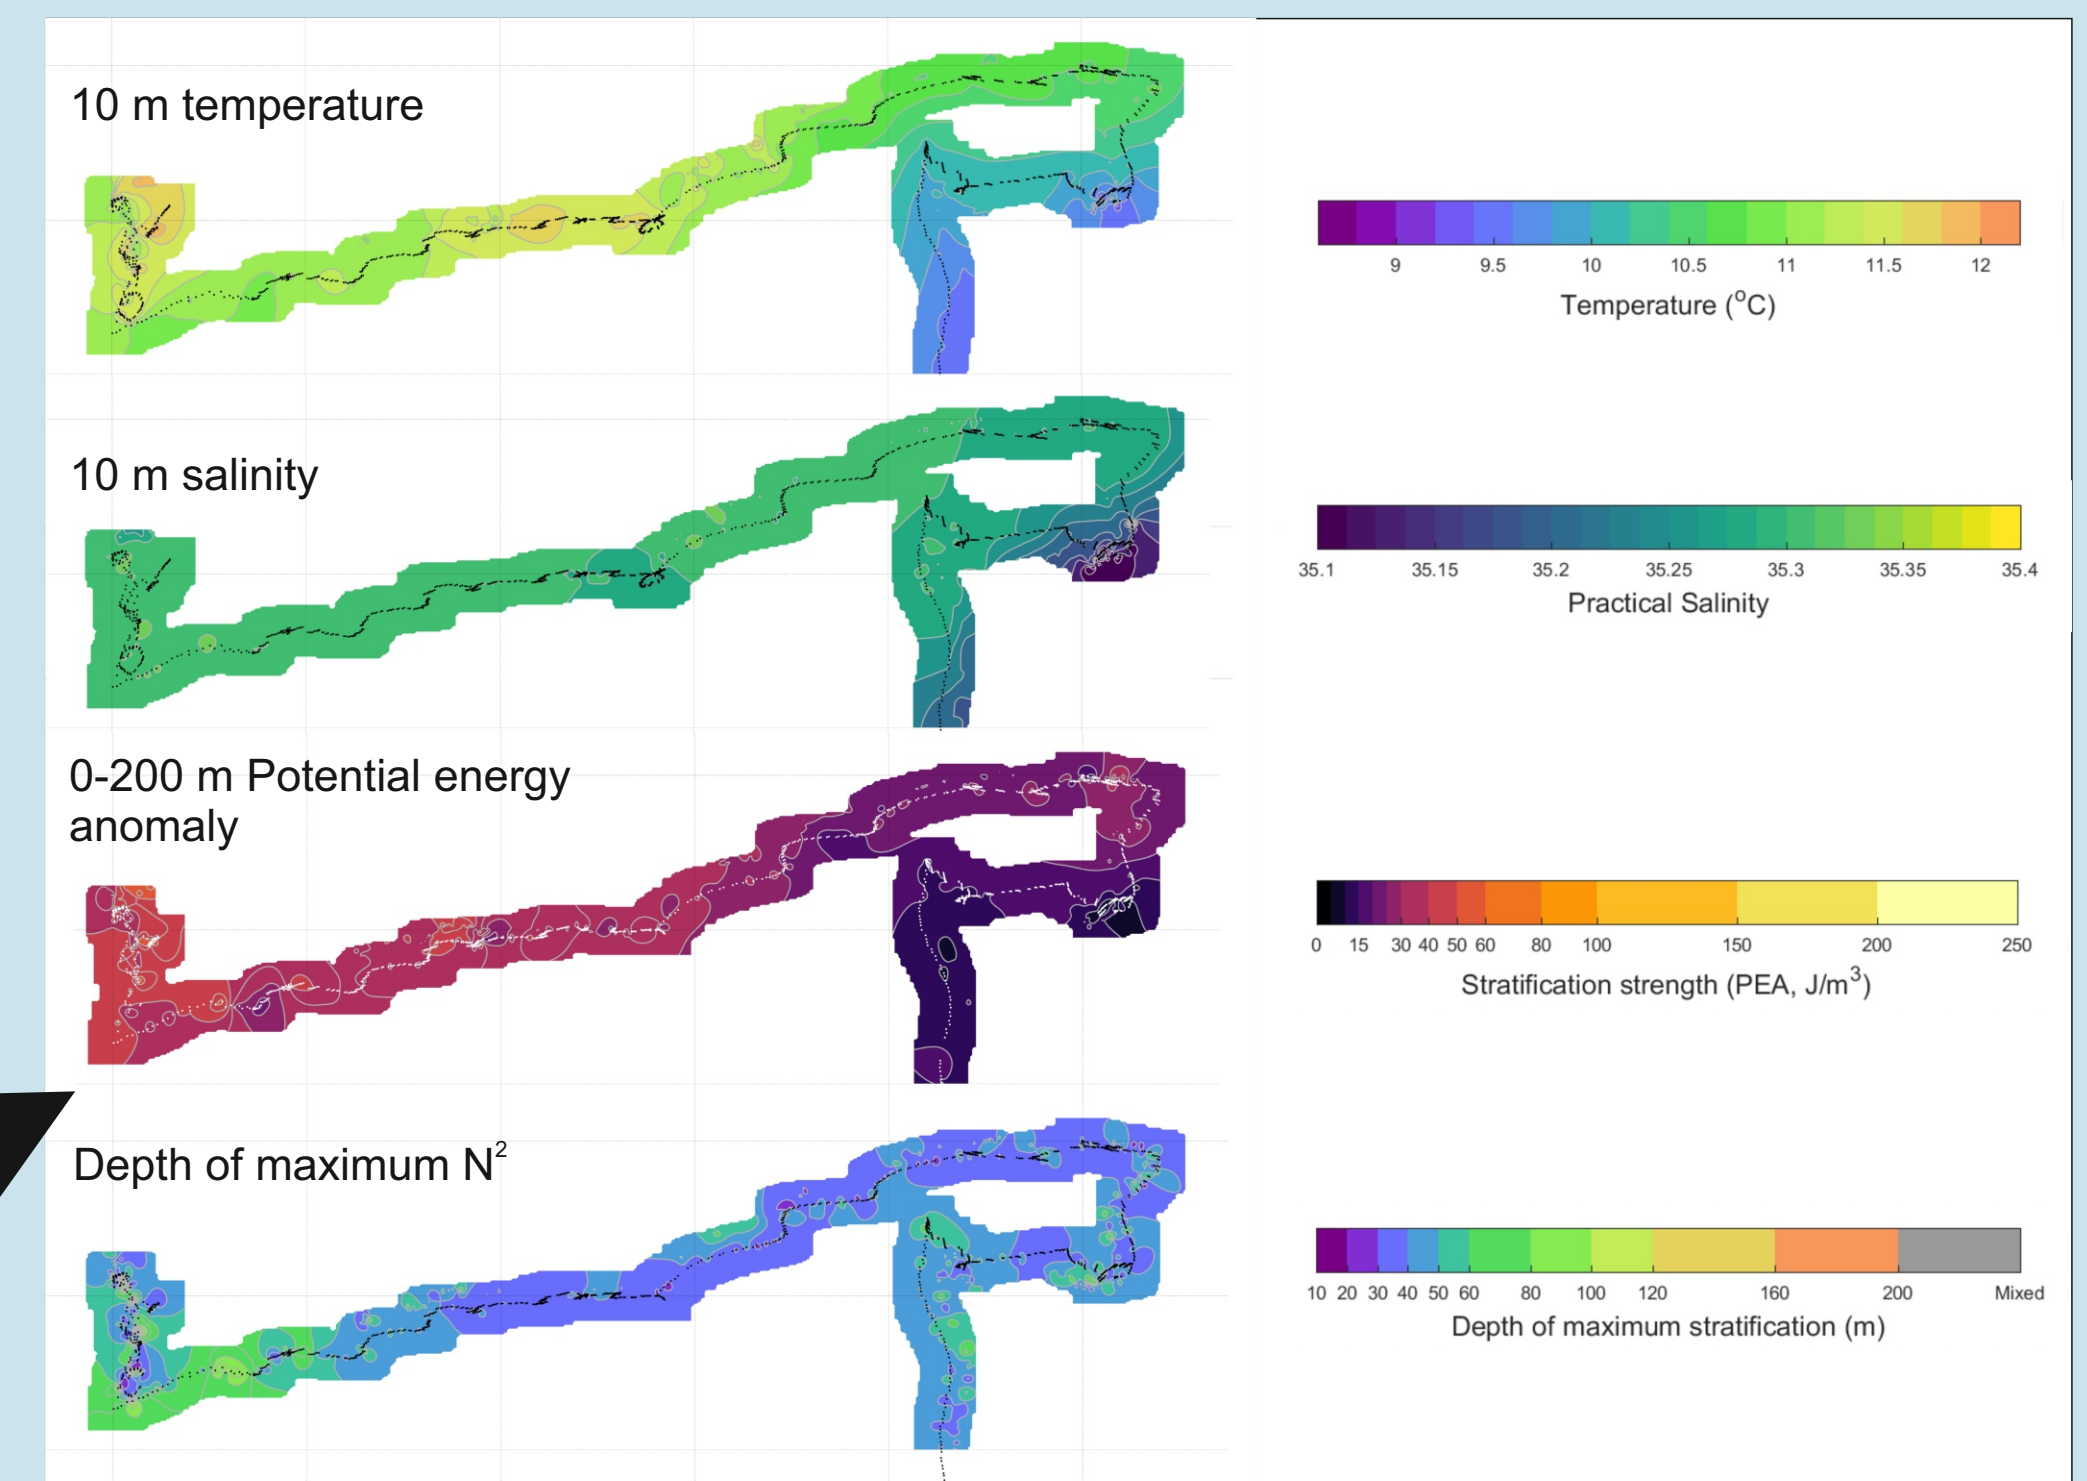 10 m temperature
9 9.5 10 10.5 11 11.5 12
Temperature (°C)
10 m salinity
35.1 35.15 35.2 35.25 35.3 35.35 35.4
Practical Salinity
0-200 m Potential energy
anomaly
0 15 30 40 50 60 80 100 150 200 250
Stratification strength (PEA, J/m³)
Depth of maximum N²
10 20 30 40 50 60 80 100 120 160 200 Mixed
Depth of maximum stratification (m)